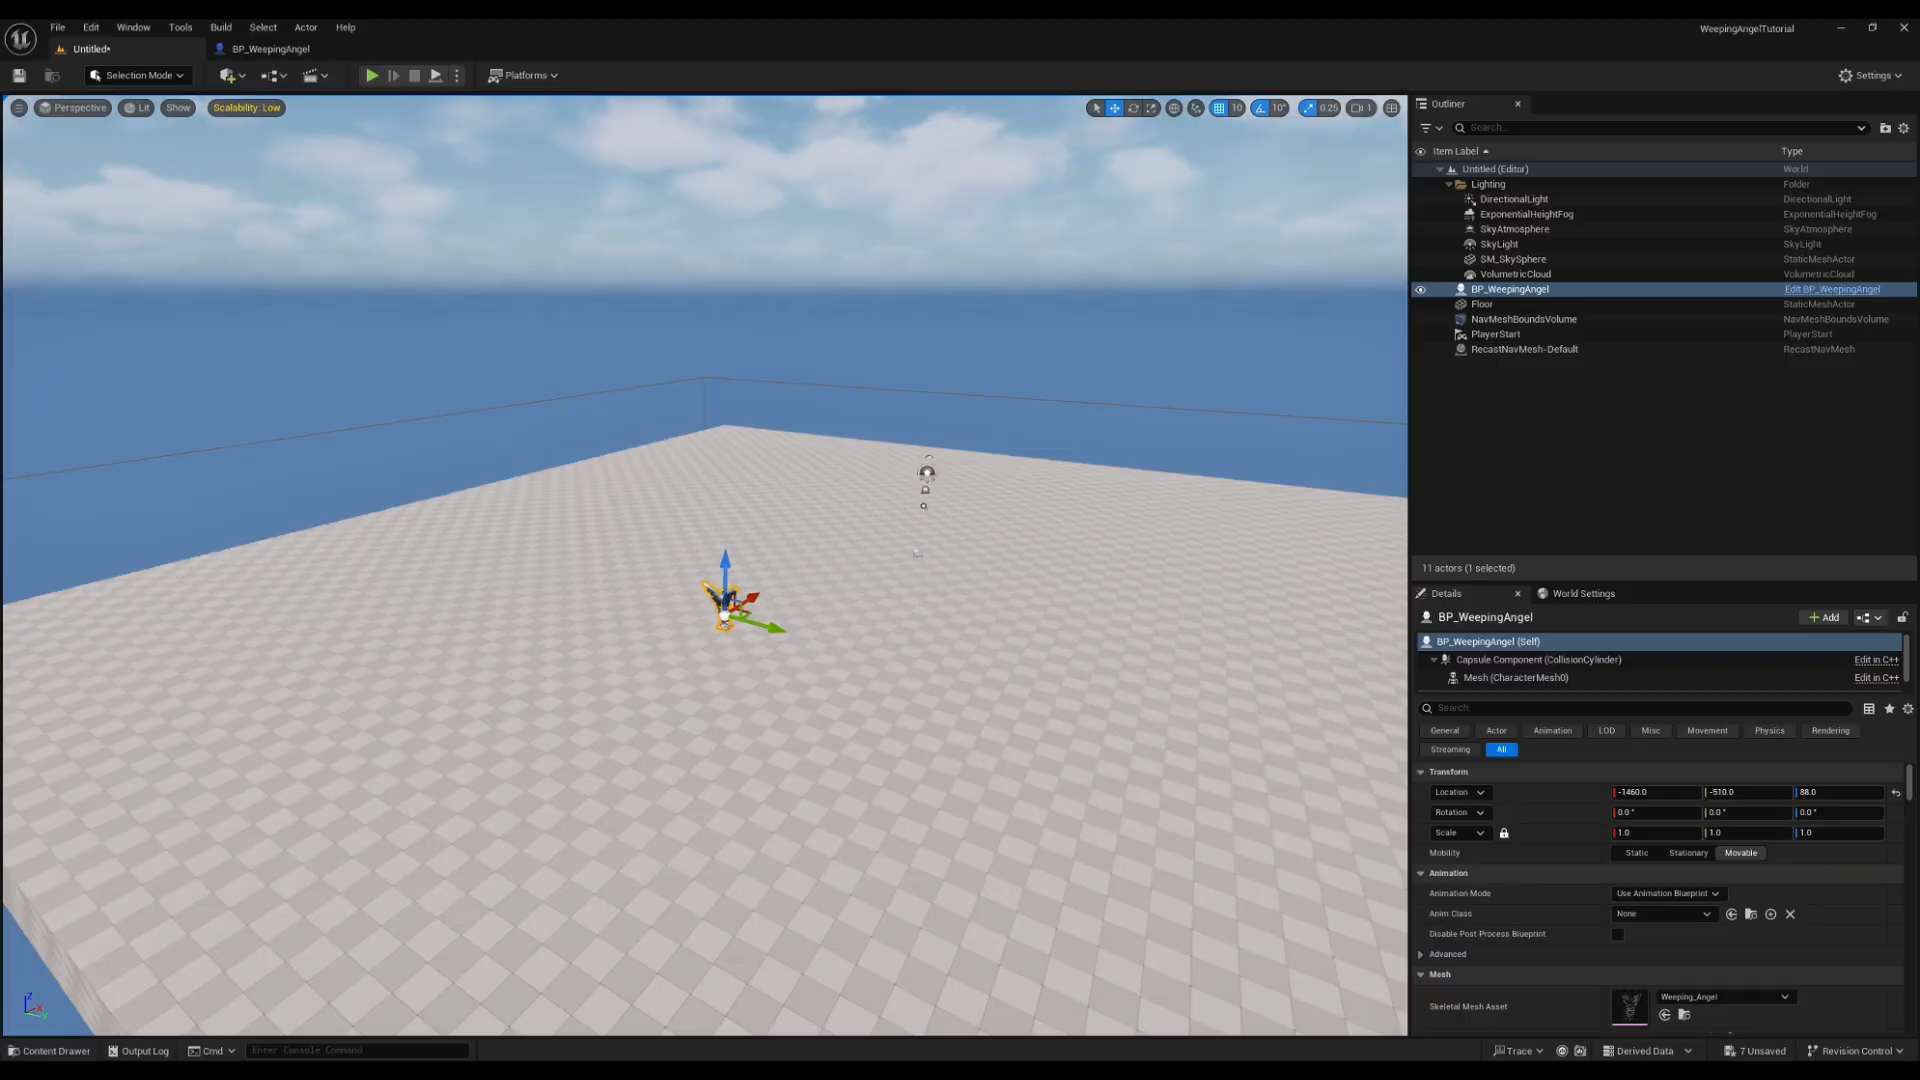 File Edit Window Tools Build Select Actor Help
WeepingAngelTutorial
Untitled*
BP_WeepingAngel
Selection Mode
Platforms
Settings
Perspective
Lit
Show
Scalability: Low
10
10°
0.25
1
Outliner
Search...
Item Label
Type
Untitled (Editor) World
Lighting Folder
DirectionalLight DirectionalLight
ExponentialHeightFog ExponentialHeightFog
SkyAtmosphere SkyAtmosphere
SkyLight SkyLight
SM_SkySphere StaticMeshActor
VolumetricCloud VolumetricCloud
BP_WeepingAngel Edit BP_WeepingAngel
Floor StaticMeshActor
NavMeshBoundsVolume NavMeshBoundsVolume
PlayerStart PlayerStart
RecastNavMesh-Default RecastNavMesh
11 actors (1 selected)
Details
World Settings
BP_WeepingAngel
Add
BP_WeepingAngel (Self)
Capsule Component (CollisionCylinder) Edit in C++
Mesh (CharacterMesh0) Edit in C++
Search
General Actor Animation LOD Misc Movement Physics Rendering
Streaming All
Transform
Location -1460.0 -510.0 88.0
Rotation 0.0° 0.0° 0.0°
Scale 1.0 1.0 1.0
Mobility Static Stationary Movable
Animation
Animation Mode Use Animation Blueprint
Anim Class None
Disable Post Process Blueprint
Advanced
Mesh
Skeletal Mesh Asset Weeping_Angel
Z
X
Y
Content Drawer
Output Log
Cmd
Enter Console Command
Trace
Derived Data
7 Unsaved
Revision Control